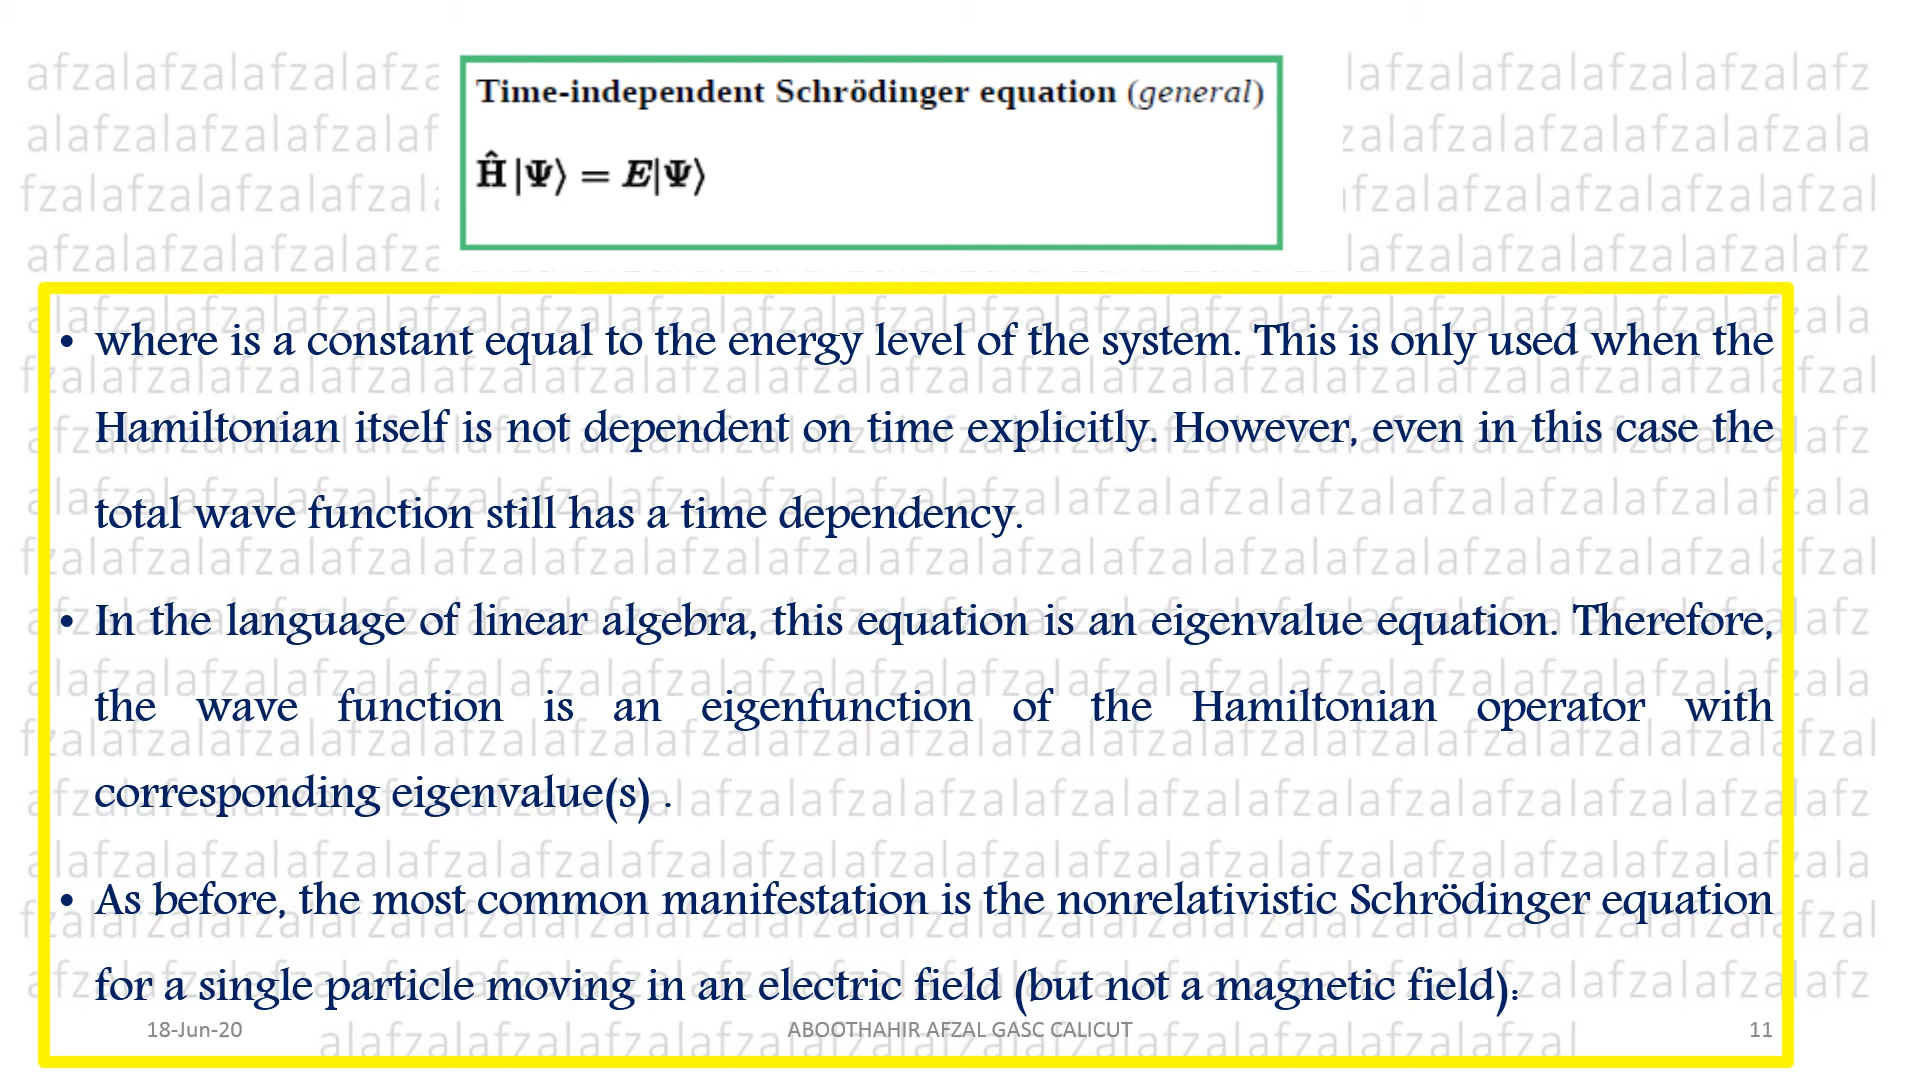 Time-independent Schrödinger equation (general)
Ĥ|Ψ⟩ = E|Ψ⟩
• where is a constant equal to the energy level of the system. This is only used when the
Hamiltonian itself is not dependent on time explicitly. However, even in this case the
total wave function still has a time dependency.
• In the language of linear algebra, this equation is an eigenvalue equation. Therefore,
the wave function is an eigenfunction of the Hamiltonian operator with
corresponding eigenvalue(s) .
• As before, the most common manifestation is the nonrelativistic Schrödinger equation
for a single particle moving in an electric field (but not a magnetic field):
18-Jun-20
ABOOTHAHIR AFZAL GASC CALICUT
11